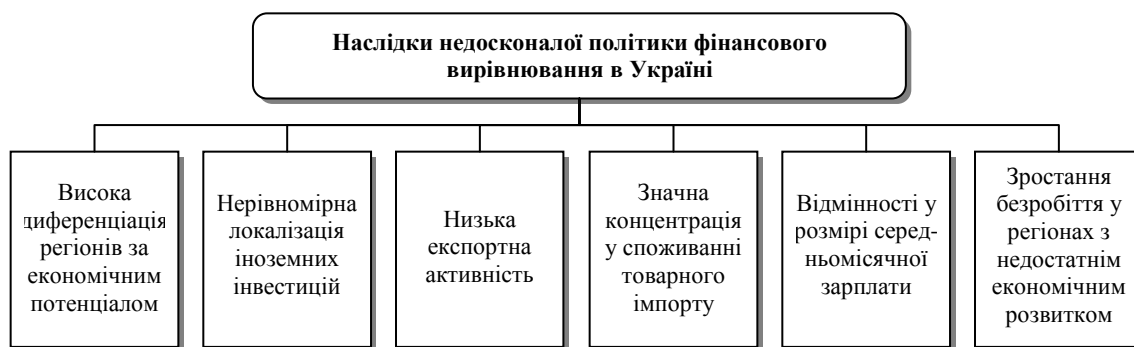 Наслідки недосконалої політики фінансового
вирівнювання в Україні
Висока
диференціація
регіонів за
економічним
потенціалом
Нерівномірна
локалізація
іноземних
інвестицій
Низька
експортна
активність
Значна
концентрація
у споживанні
товарного
імпорту
Відмінності у
розмірі серед-
ньомісячної
зарплати
Зростання
безробіття у
регіонах з
недостатнім
економічним
розвитком